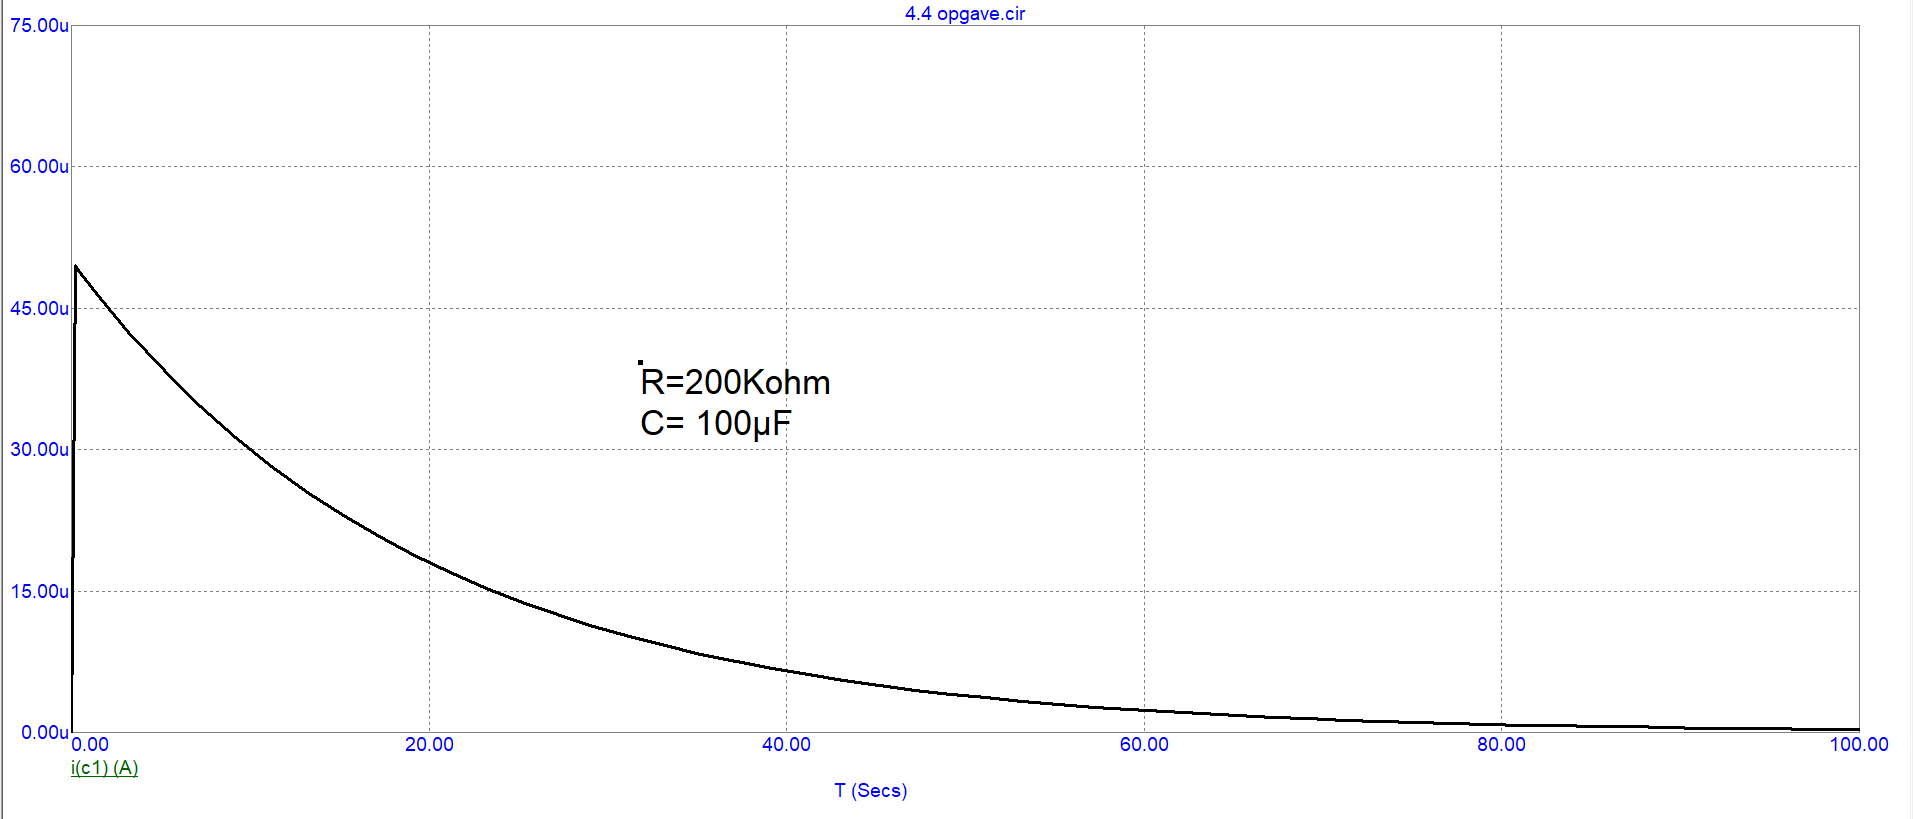 4.4 opgave.cir
75.00u
60.00u
45.00u
R=200Kohm
C= 100µF
30.00u
15.00u
0.00u
0.00 20.00 40.00 60.00 80.00 100.00
i(c1) (A)
T (Secs)